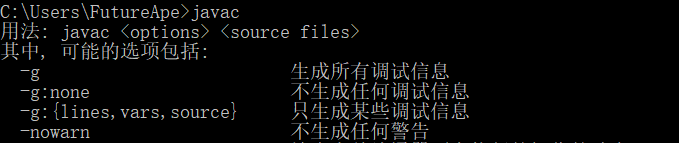 C:\Users\FutureApe>javac
用法: javac <options> <source files>
其中, 可能的选项包括:
-g 生成所有调试信息
-g:none 不生成任何调试信息
-g:{lines,vars,source} 只生成某些调试信息
-nowarn 不生成任何警告